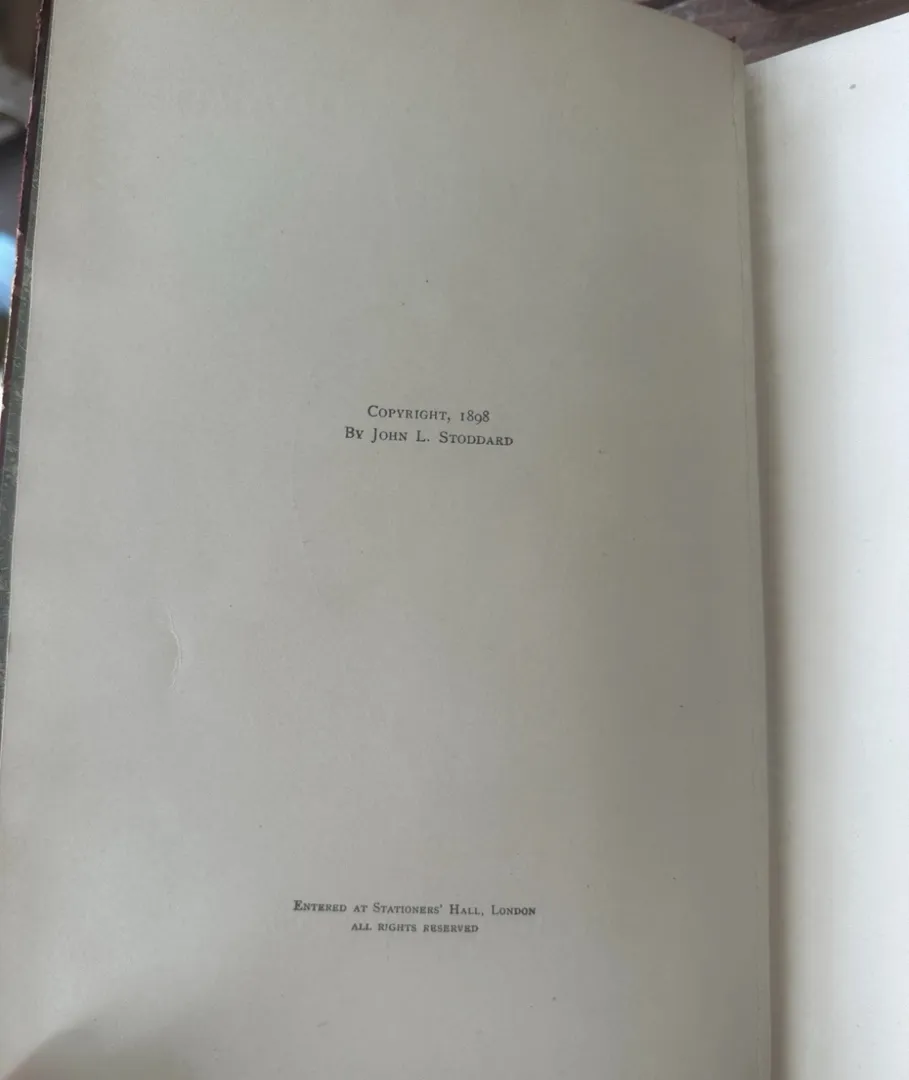 Copyright, 1898
By John L. Stoddard
Entered at Stationers' Hall, London
all rights reserved